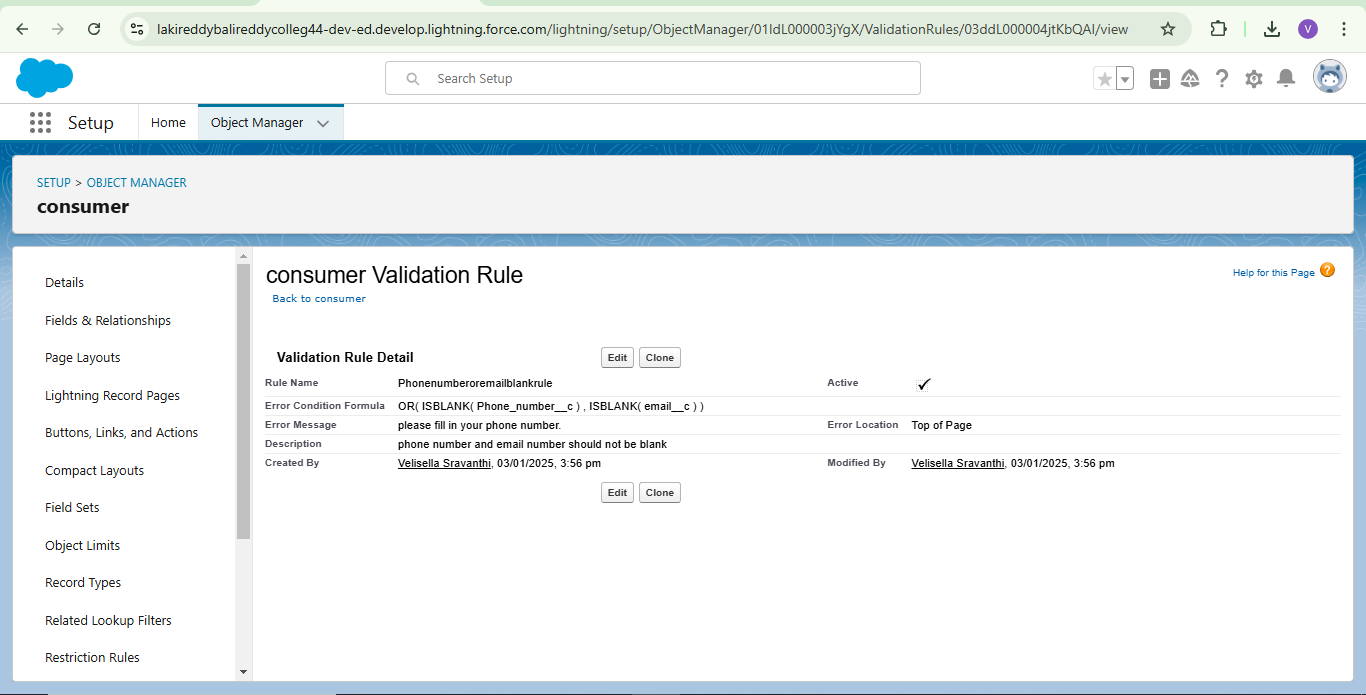 lakireddybalireddycolleg44-dev-ed.develop.lightning.force.com/lightning/setup/ObjectManager/01IdL000003jYgX/ValidationRules/03ddL000004jtKbQAI/view
V
Search Setup
Setup
Home
Object Manager
SETUP > OBJECT MANAGER
consumer
Details
Fields & Relationships
Page Layouts
Lightning Record Pages
Buttons, Links, and Actions
Compact Layouts
Field Sets
Object Limits
Record Types
Related Lookup Filters
Restriction Rules
consumer Validation Rule
Help for this Page ?
Back to consumer
Validation Rule Detail Edit Clone
Rule Name Phonenumberoremailblankrule Active
Error Condition Formula OR( ISBLANK( Phone_number__c ) , ISBLANK( email__c ) )
Error Message please fill in your phone number. Error Location Top of Page
Description phone number and email number should not be blank
Created By Velisella Sravanthi, 03/01/2025, 3:56 pm Modified By Velisella Sravanthi, 03/01/2025, 3:56 pm
Edit Clone